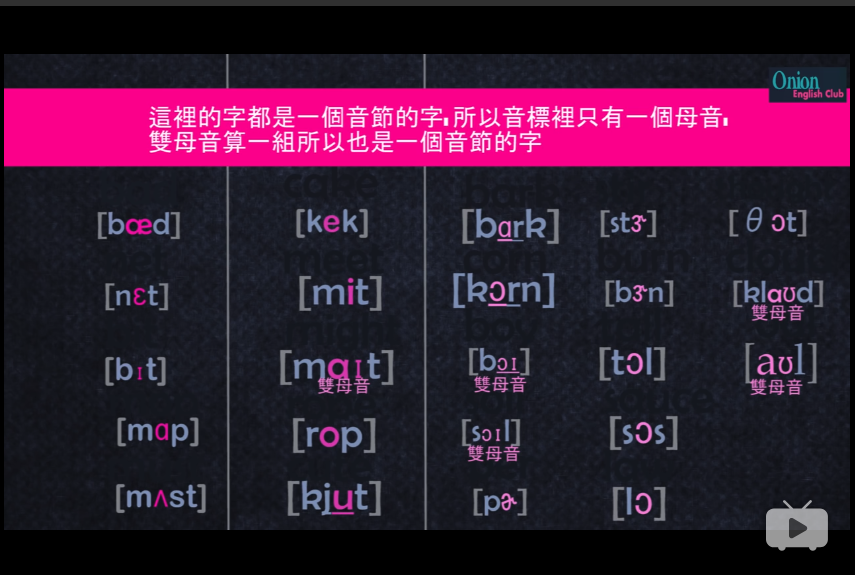 Onion
English Club
這裡的字都是一個音節的字,所以音標裡只有一個母音,
雙母音算一組所以也是一個音節的字
[bæd]
[nɛt]
[bɪt]
[mɑp]
[mʌst]
[kek]
[mit]
[maɪt]
雙母音
[rop]
[kjut]
[bɑrk]
[kɔrn]
[bɔɪ]
雙母音
[sɔɪl]
雙母音
[pɚ]
[stɝ]
[bɝn]
[tɔl]
[sɔs]
[lɔ]
[θɔt]
[klaʊd]
雙母音
[aʊl]
雙母音